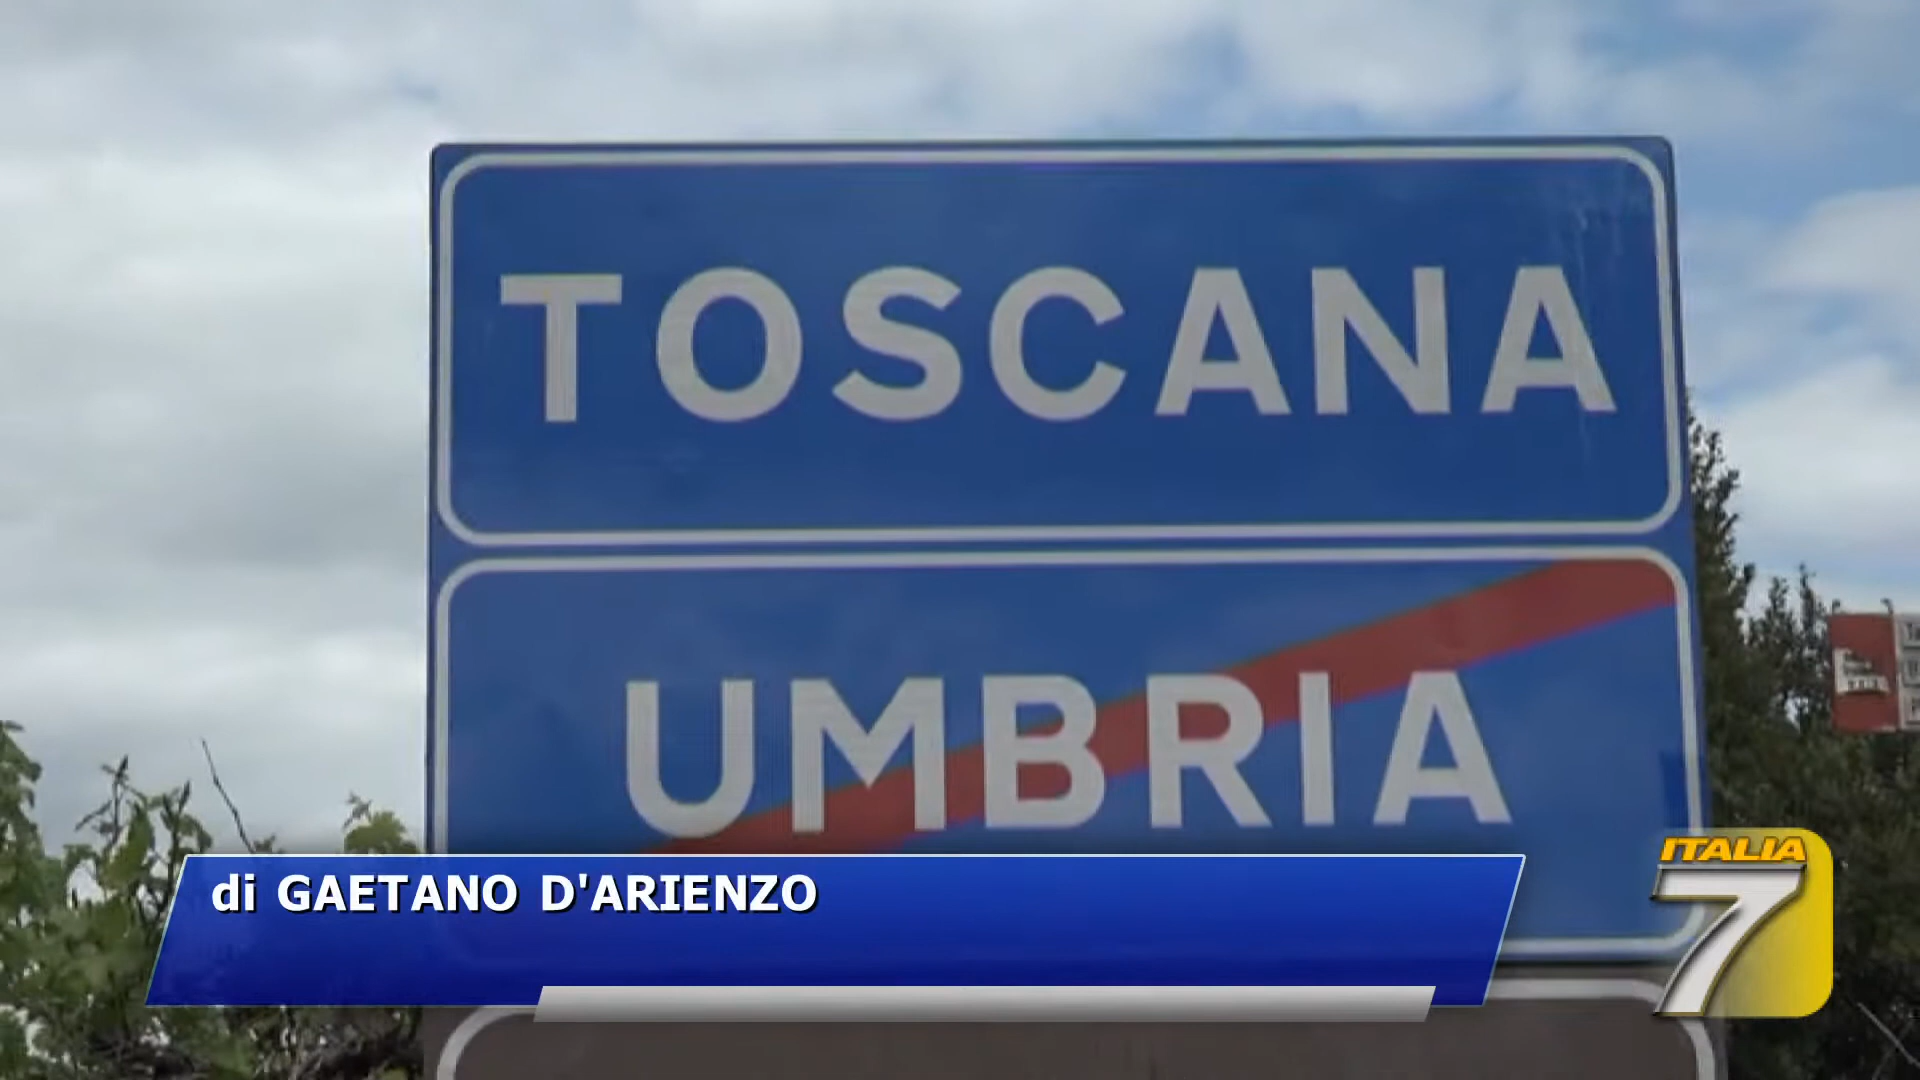 TOSCANA
UMBRIA
di GAETANO D'ARIENZO
ITALIA
7